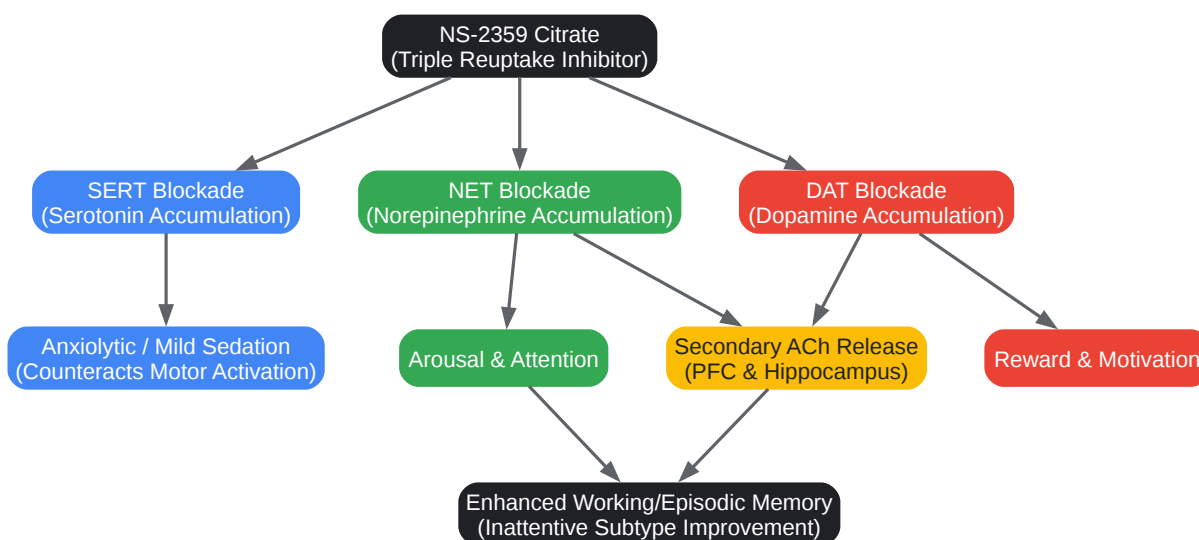 NS-2359 Citrate
(Triple Reuptake Inhibitor)
SERT Blockade
(Serotonin Accumulation)
NET Blockade
(Norepinephrine Accumulation)
DAT Blockade
(Dopamine Accumulation)
Anxiolytic / Mild Sedation
(Counteracts Motor Activation)
Arousal & Attention
Secondary ACh Release
(PFC & Hippocampus)
Reward & Motivation
Enhanced Working/Episodic Memory
(Inattentive Subtype Improvement)